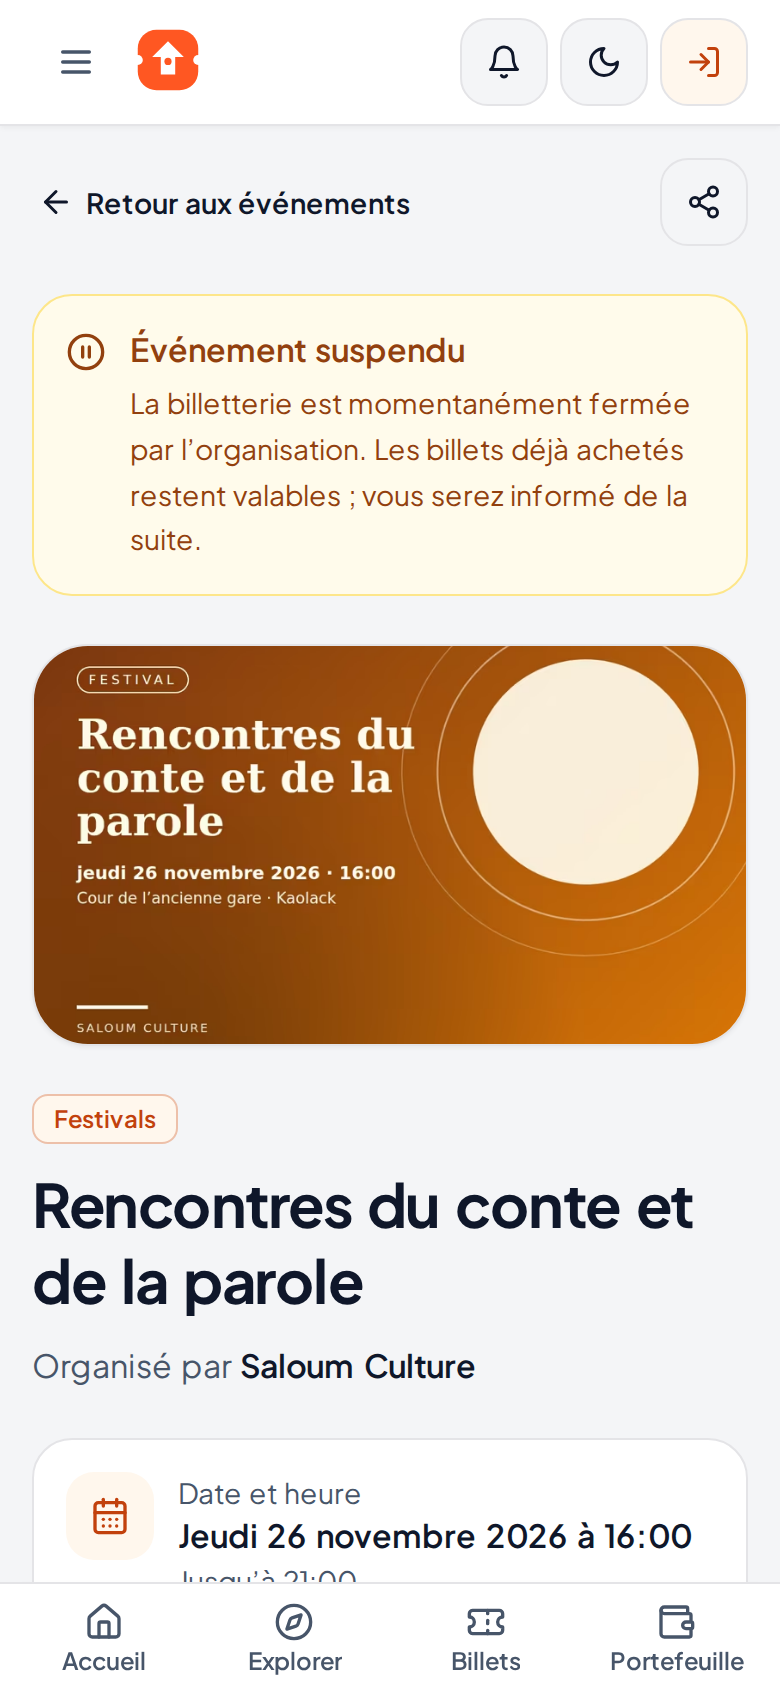 Retour aux événements
Événement suspendu
La billetterie est momentanément fermée
par l’organisation. Les billets déjà achetés
restent valables ; vous serez informé de la
suite.
FESTIVAL
Rencontres du
conte et de la
parole
jeudi 26 novembre 2026 · 16:00
Cour de l’ancienne gare · Kaolack
SALOUM CULTURE
Festivals
Rencontres du conte et
de la parole
Organisé par Saloum Culture
Date et heure
Jeudi 26 novembre 2026 à 16:00
Jusqu’à 21:00
Accueil
Explorer
Billets
Portefeuille